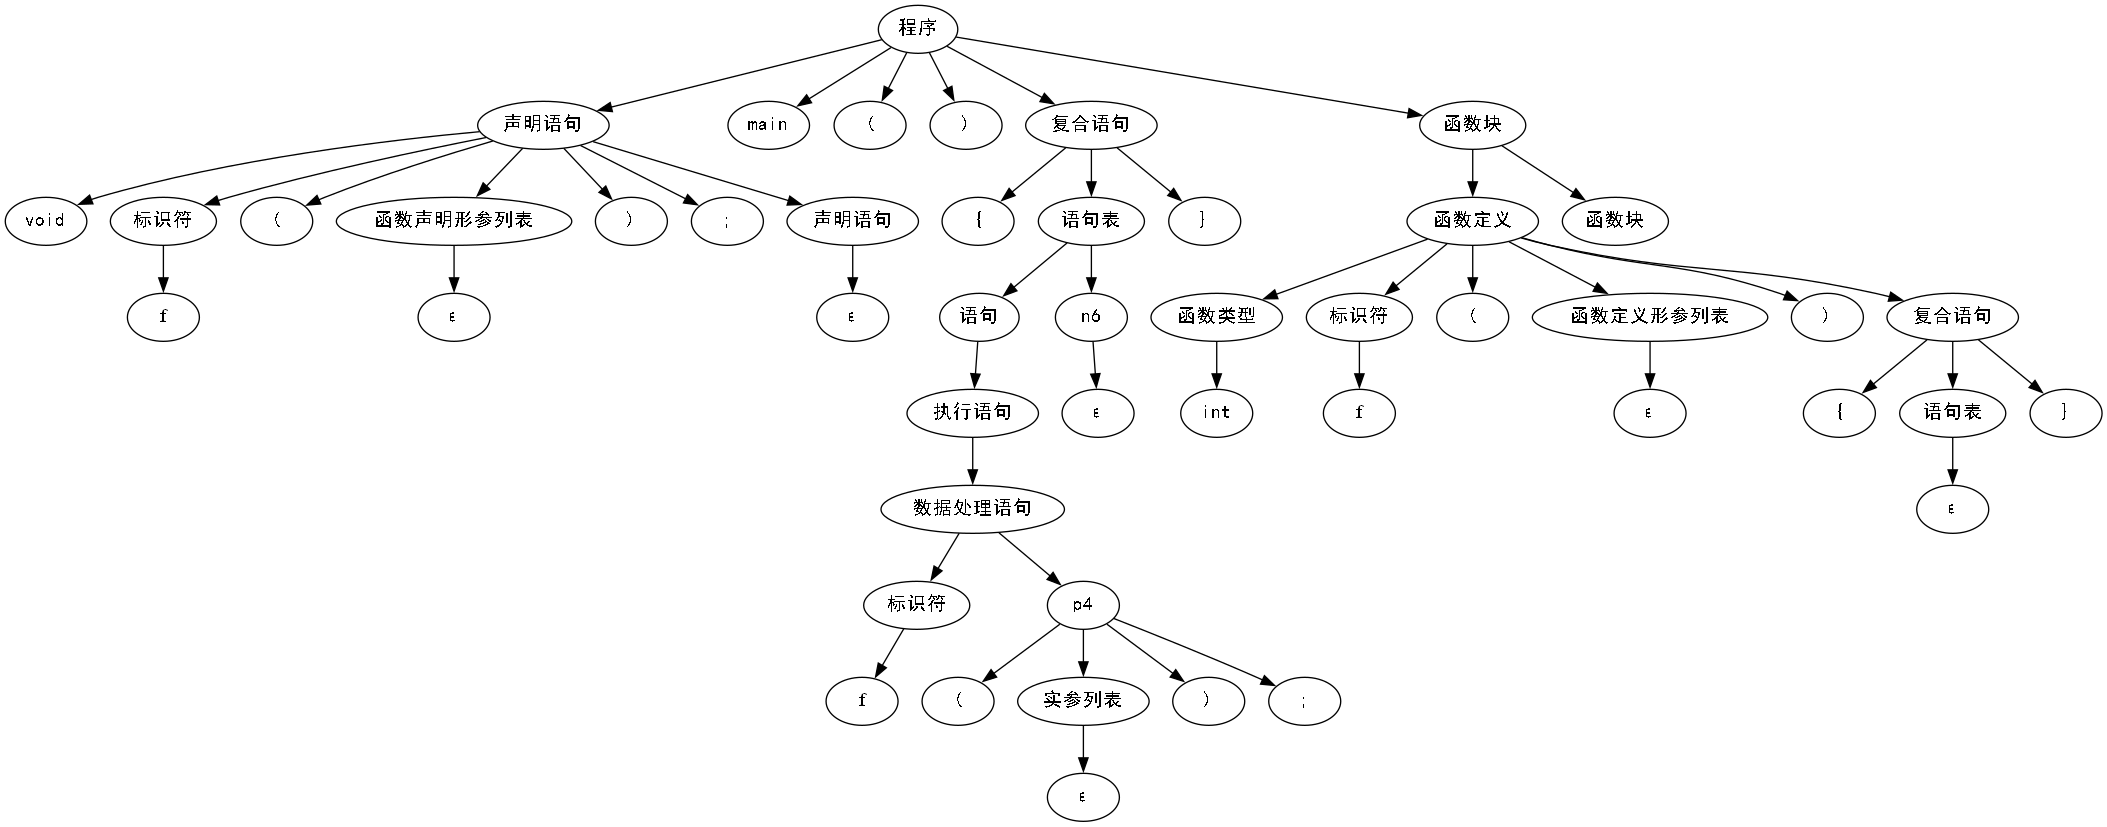 程序
声明语句 main ( ) 复合语句 函数块
void 标识符 ( 函数声明形参列表 ) ; 声明语句 { 语句表 } 函数定义 函数块
f ε ε 语句 n6 函数类型 标识符 ( 函数定义形参列表 ) 复合语句
执行语句 ε int f ε { 语句表 }
数据处理语句 ε
标识符 p4
f ( 实参列表 ) ;
ε